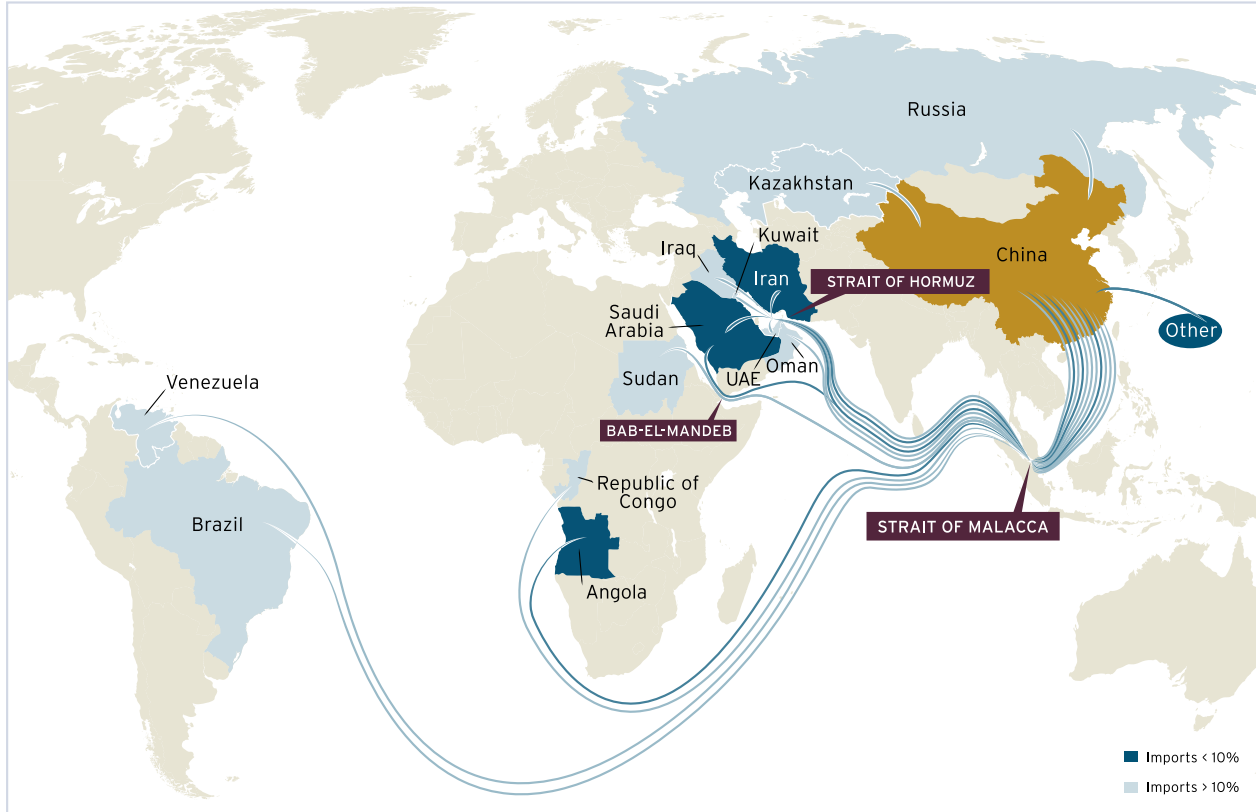 Russia
Kazakhstan
Kuwait
Iraq
China
Iran
STRAIT OF HORMUZ
Saudi
Arabia
Other
Oman
UAE
Sudan
Venezuela
BAB-EL-MANDEB
Republic of
Congo
Brazil
STRAIT OF MALACCA
Angola
Imports < 10%
Imports > 10%